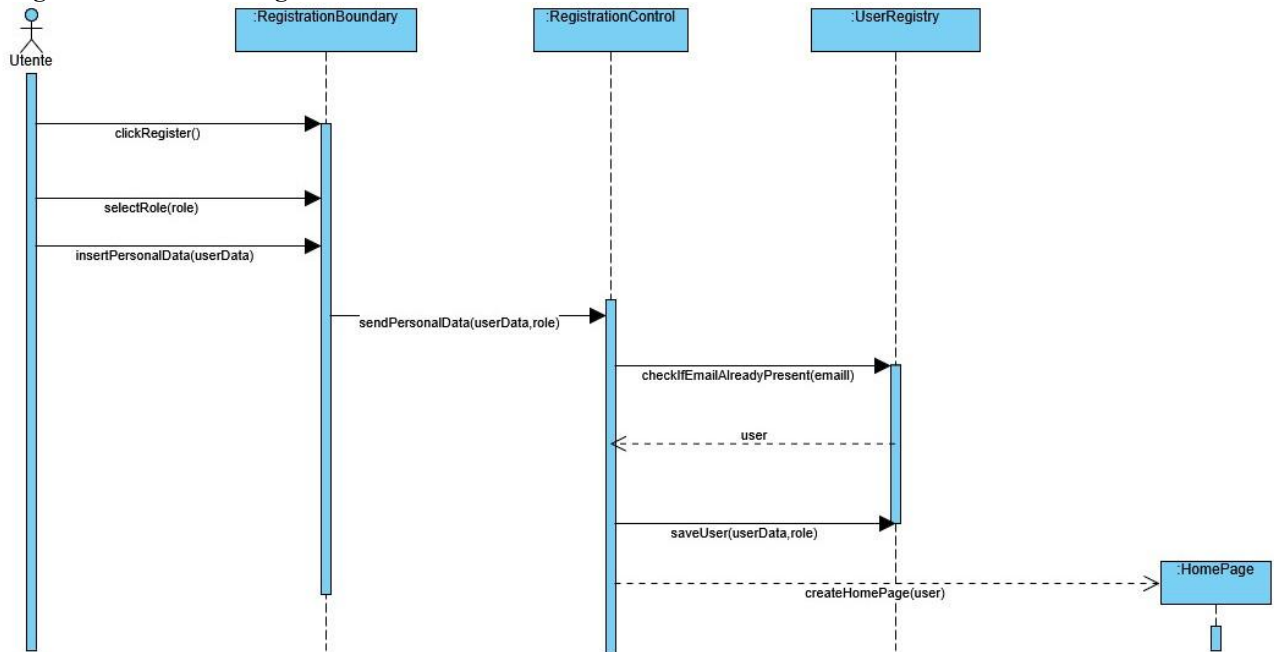 :RegistrationBoundary
:RegistrationControl
:UserRegistry
Utente
clickRegister()
selectRole(role)
insertPersonalData(userData)
sendPersonalData(userData,role)
checkIfEmailAlreadyPresent(emaill)
user
saveUser(userData,role)
:HomePage
createHomePage(user)